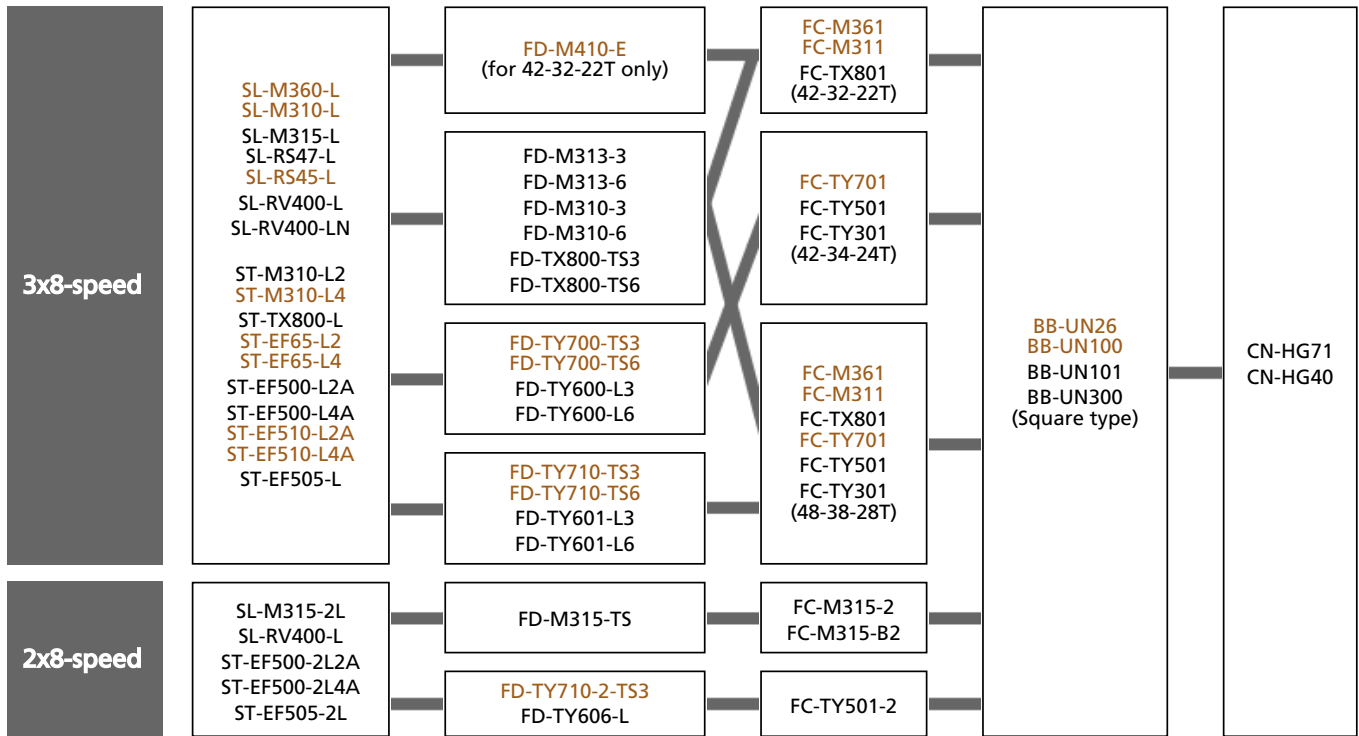 3x8-speed
SL-M360-L
SL-M310-L
SL-M315-L
SL-RS47-L
SL-RS45-L
SL-RV400-L
SL-RV400-LN
ST-M310-L2
ST-M310-L4
ST-TX800-L
ST-EF65-L2
ST-EF65-L4
ST-EF500-L2A
ST-EF500-L4A
ST-EF510-L2A
ST-EF510-L4A
ST-EF505-L
FD-M410-E
(for 42-32-22T only)
FD-M313-3
FD-M313-6
FD-M310-3
FD-M310-6
FD-TX800-TS3
FD-TX800-TS6
FD-TY700-TS3
FD-TY700-TS6
FD-TY600-L3
FD-TY600-L6
FD-TY710-TS3
FD-TY710-TS6
FD-TY601-L3
FD-TY601-L6
FC-M361
FC-M311
FC-TX801
(42-32-22T)
FC-TY701
FC-TY501
FC-TY301
(42-34-24T)
FC-M361
FC-M311
FC-TX801
FC-TY701
FC-TY501
FC-TY301
(48-38-28T)
2x8-speed
SL-M315-2L
SL-RV400-L
ST-EF500-2L2A
ST-EF500-2L4A
ST-EF505-2L
FD-M315-TS
FD-TY710-2-TS3
FD-TY606-L
FC-M315-2
FC-M315-B2
FC-TY501-2
BB-UN26
BB-UN100
BB-UN101
BB-UN300
(Square type)
CN-HG71
CN-HG40